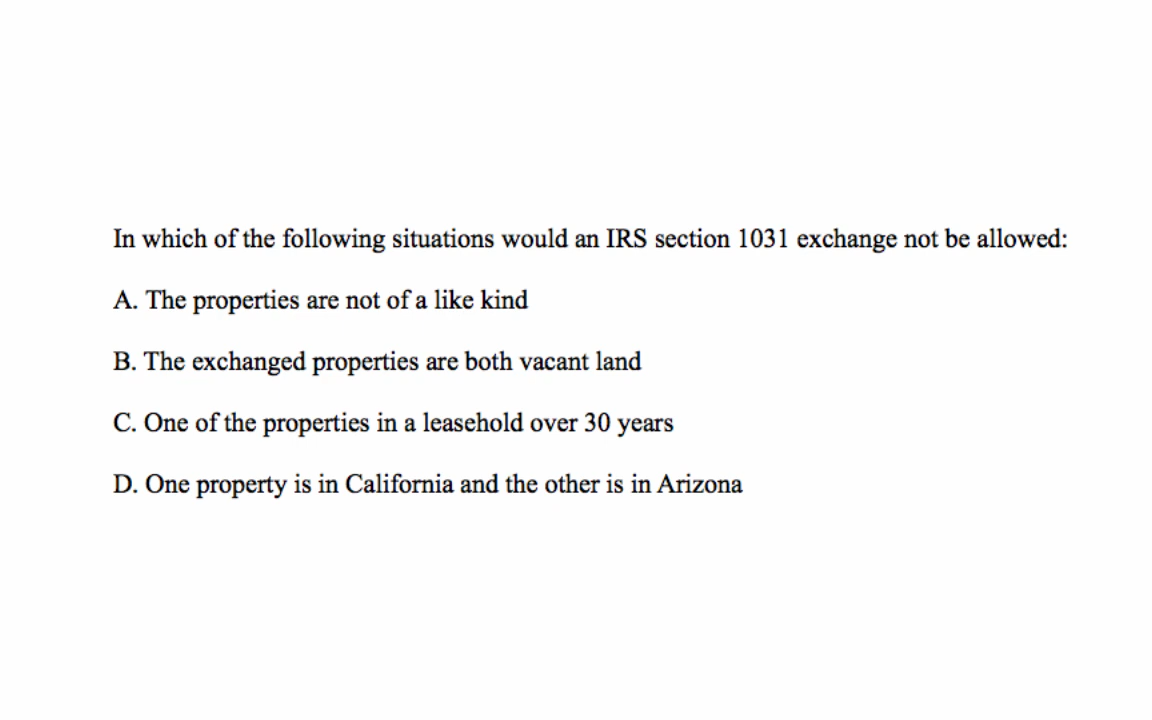 In which of the following situations would an IRS section 1031 exchange not be allowed:
A. The properties are not of a like kind
B. The exchanged properties are both vacant land
C. One of the properties in a leasehold over 30 years
D. One property is in California and the other is in Arizona